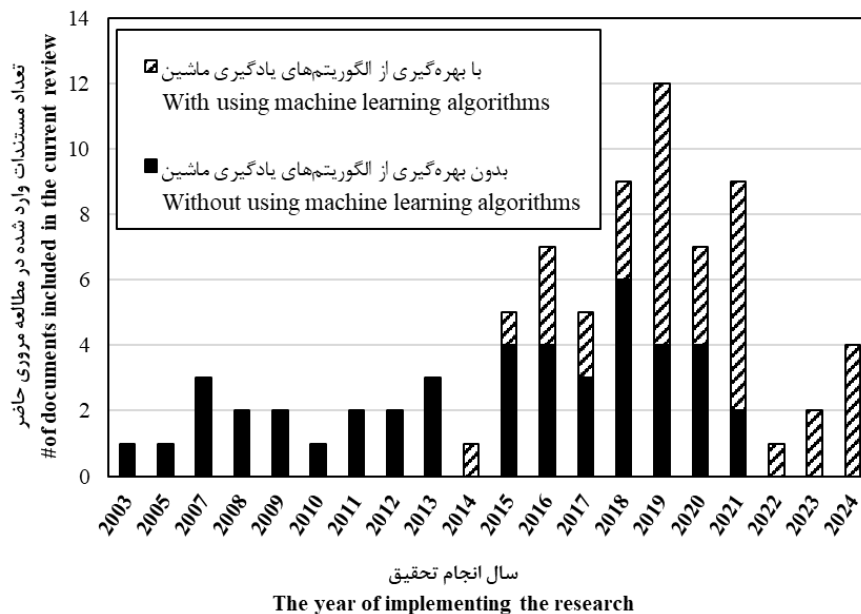 تعداد مستندات وارد شده در مطالعه مروری حاضر
#of documents included in the current review
14
12
10
8
6
4
2
0
با بهره‌گیری از الگوریتم‌های یادگیری ماشین
With using machine learning algorithms
بدون بهره‌گیری از الگوریتم‌های یادگیری ماشین
Without using machine learning algorithms
2003 2005 2007 2008 2009 2010 2011 2012 2013 2014 2015 2016 2017 2018 2019 2020 2021 2022 2023 2024
سال انجام تحقیق
The year of implementing the research